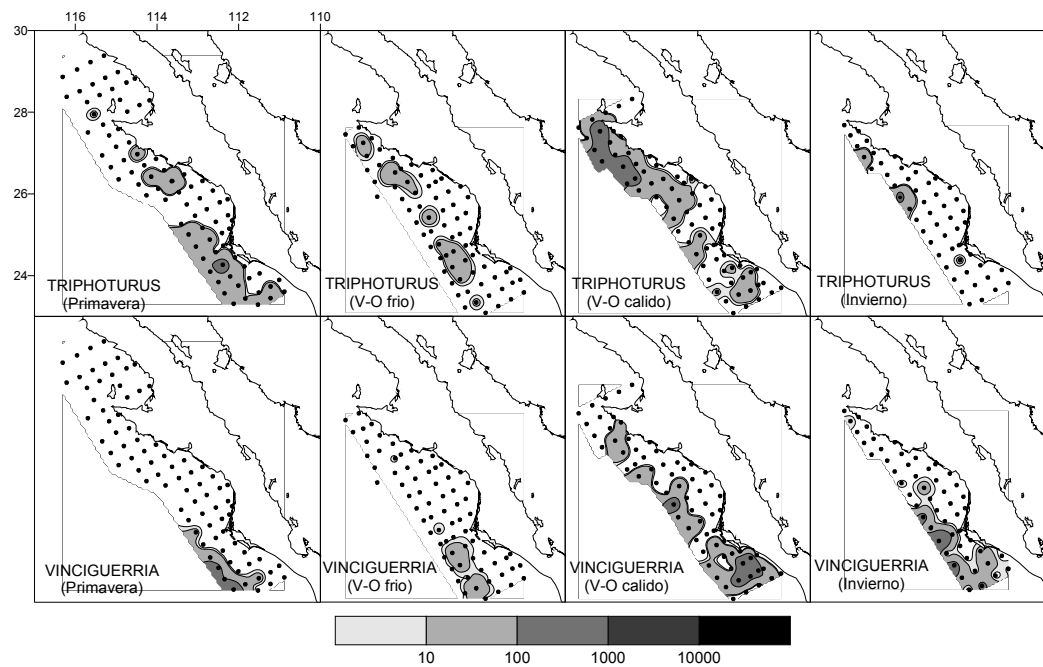 116 114 112 110
30
28
26
24
TRIPHOTURUS
(Primavera)
TRIPHOTURUS
(V-O frio)
TRIPHOTURUS
(V-O calido)
TRIPHOTURUS
(Invierno)
VINCIGUERRIA
(Primavera)
VINCIGUERRIA
(V-O frio)
VINCIGUERRIA
(V-O calido)
VINCIGUERRIA
(Invierno)
10 100 1000 10000